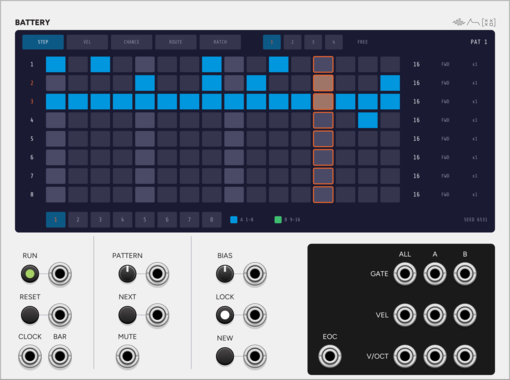 BATTERY
STEP VEL CHANCE ROUTE RATCH 1 2 3 4 FREE PAT 1
1 16 FWD x1
2 16 FWD x1
3 16 FWD x1
4 16 FWD x1
5 16 FWD x1
6 16 FWD x1
7 16 FWD x1
8 16 FWD x1
1 2 3 4 5 6 7 8 A 1-8 B 9-16
RUN PATTERN BIAS ALL A B
GATE
RESET NEXT LOCK
VEL
CLOCK BAR MUTE NEW EOC
V/OCT